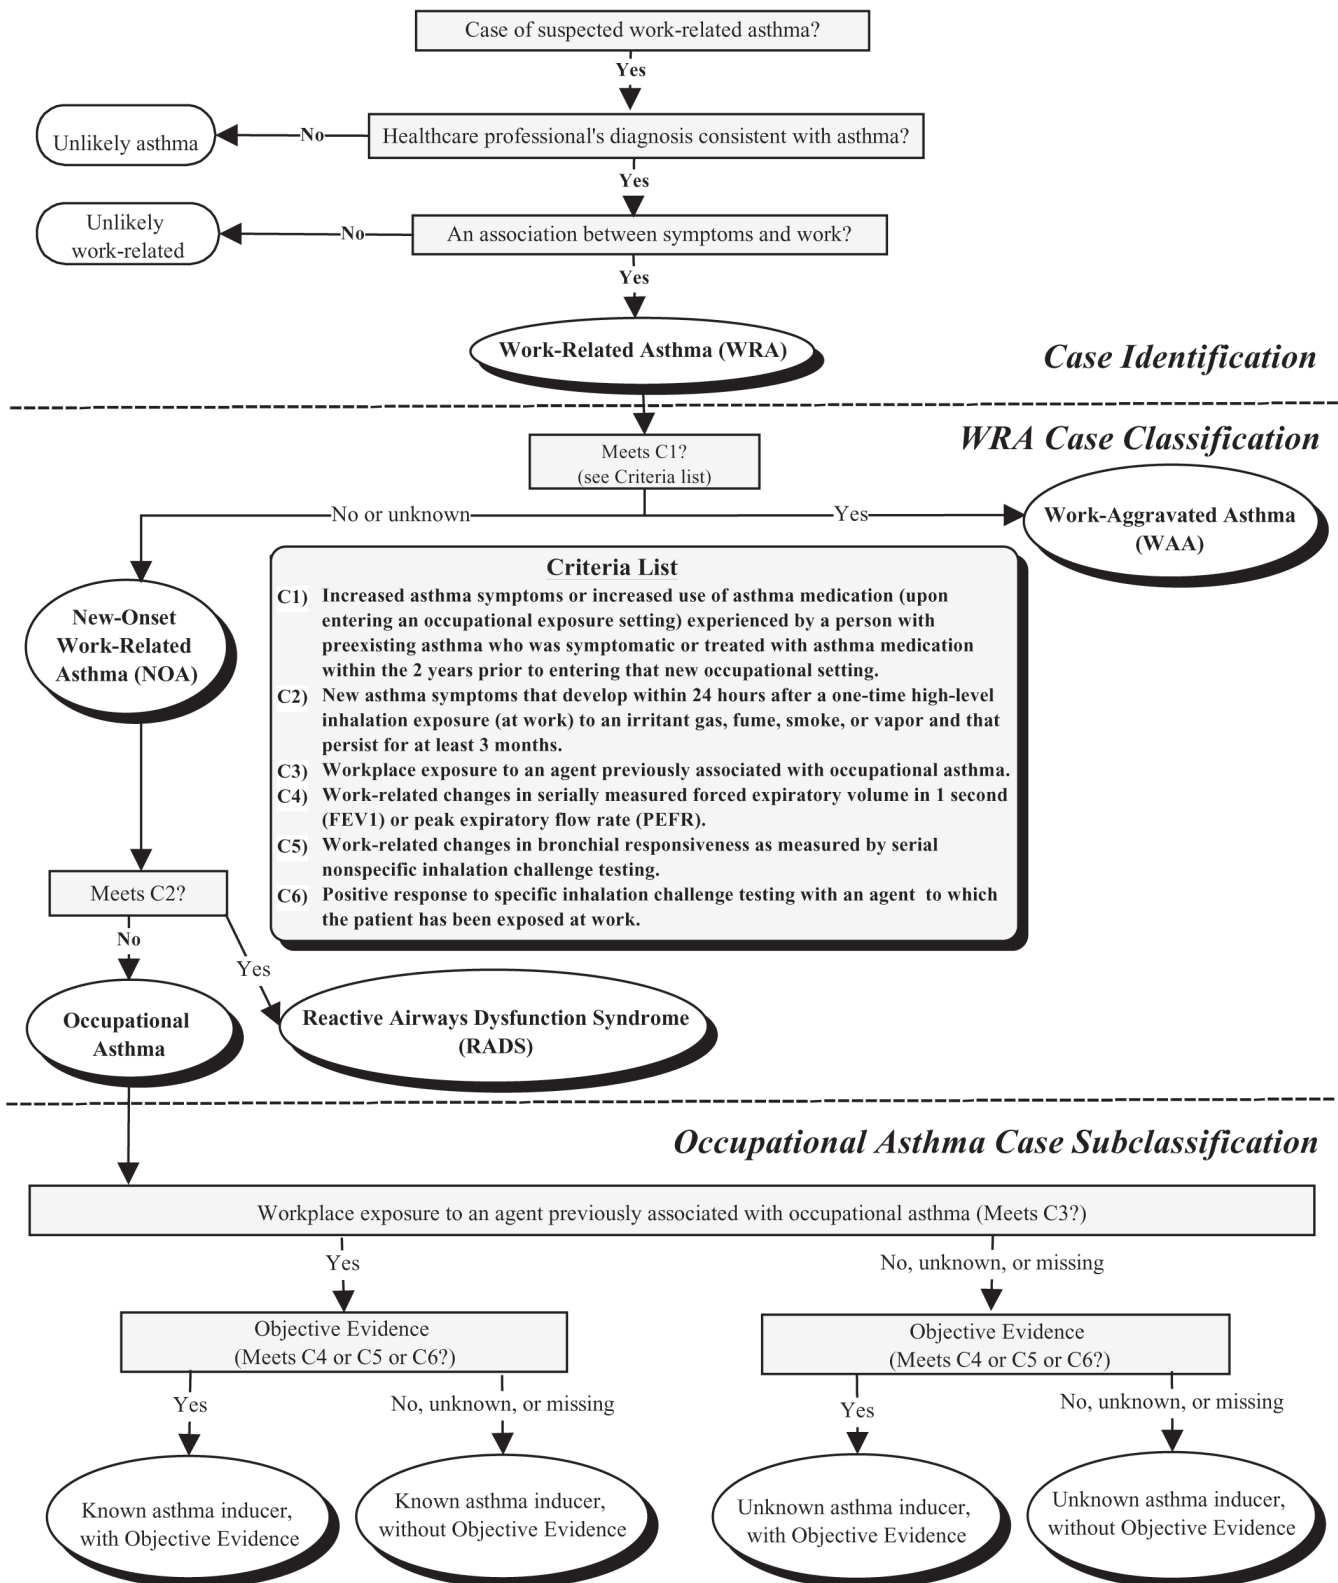 Case of suspected work-related asthma?
Yes
Healthcare professional's diagnosis consistent with asthma?
No
Unlikely asthma
Yes
An association between symptoms and work?
No
Unlikely
work-related
Yes
Work-Related Asthma (WRA)
Case Identification
WRA Case Classification
Meets C1?
(see Criteria list)
No or unknown
Yes
Work-Aggravated Asthma
(WAA)
New-Onset
Work-Related
Asthma (NOA)
Criteria List
C1) Increased asthma symptoms or increased use of asthma medication (upon
entering an occupational exposure setting) experienced by a person with
preexisting asthma who was symptomatic or treated with asthma medication
within the 2 years prior to entering that new occupational setting.
C2) New asthma symptoms that develop within 24 hours after a one-time high-level
inhalation exposure (at work) to an irritant gas, fume, smoke, or vapor and that
persist for at least 3 months.
C3) Workplace exposure to an agent previously associated with occupational asthma.
C4) Work-related changes in serially measured forced expiratory volume in 1 second
(FEV1) or peak expiratory flow rate (PEFR).
C5) Work-related changes in bronchial responsiveness as measured by serial
nonspecific inhalation challenge testing.
C6) Positive response to specific inhalation challenge testing with an agent to which
the patient has been exposed at work.
Meets C2?
No
Yes
Occupational
Asthma
Reactive Airways Dysfunction Syndrome
(RADS)
Occupational Asthma Case Subclassification
Workplace exposure to an agent previously associated with occupational asthma (Meets C3?)
Yes
No, unknown, or missing
Objective Evidence
(Meets C4 or C5 or C6?)
Objective Evidence
(Meets C4 or C5 or C6?)
Yes
No, unknown, or missing
Yes
No, unknown, or missing
Known asthma inducer,
with Objective Evidence
Known asthma inducer,
without Objective Evidence
Unknown asthma inducer,
with Objective Evidence
Unknown asthma inducer,
without Objective Evidence